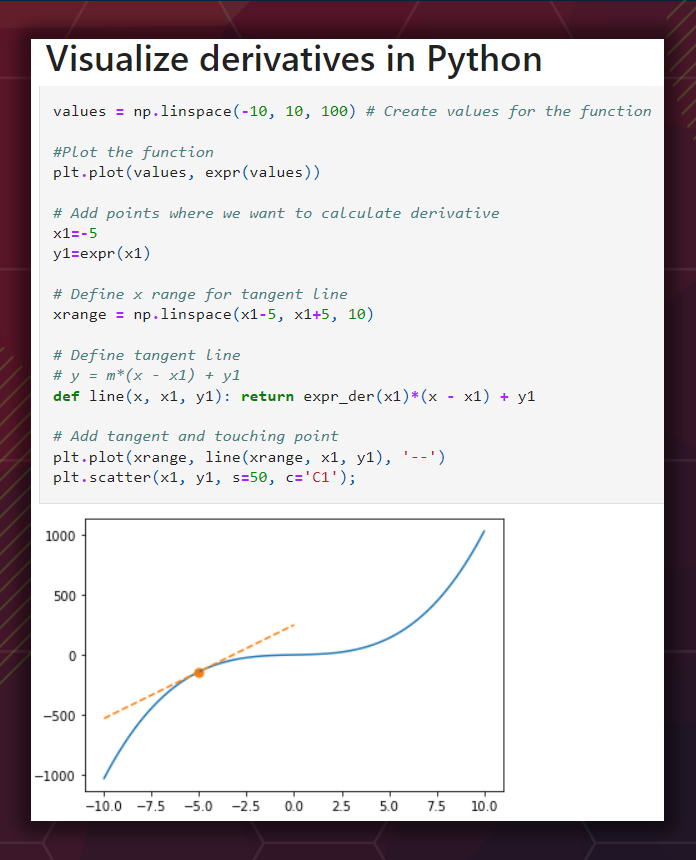 Visualize derivatives in Python
values = np.linspace(-10, 10, 100) # Create values for the function
#Plot the function
plt.plot(values, expr(values))
# Add points where we want to calculate derivative
x1=-5
y1=expr(x1)
# Define x range for tangent line
xrange = np.linspace(x1-5, x1+5, 10)
# Define tangent line
# y = m*(x - x1) + y1
def line(x, x1, y1): return expr_der(x1)*(x - x1) + y1
# Add tangent and touching point
plt.plot(xrange, line(xrange, x1, y1), '--')
plt.scatter(x1, y1, s=50, c='C1');
1000
500
0
−500
−1000
−10.0 −7.5 −5.0 −2.5 0.0 2.5 5.0 7.5 10.0